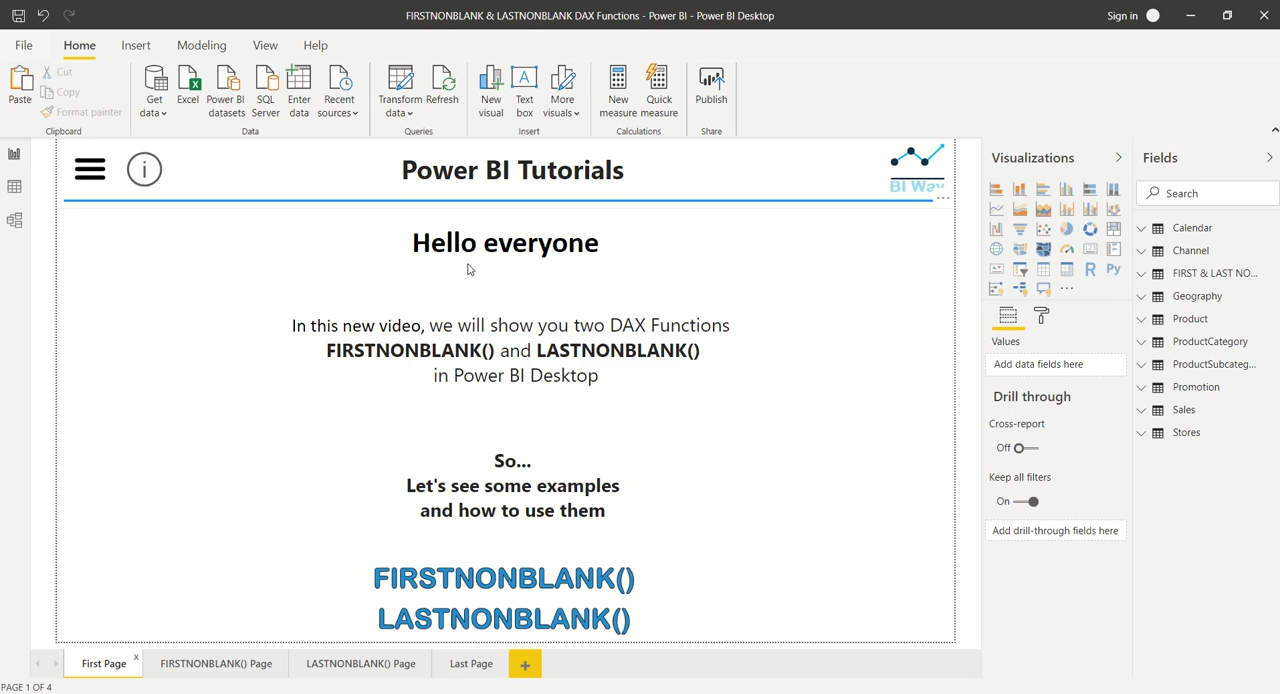 FIRSTNONBLANK & LASTNONBLANK DAX Functions - Power BI - Power BI Desktop
Sign in
File Home Insert Modeling View Help
Paste
Cut
Copy
Format painter
Clipboard
Get data
Excel
Power BI datasets
SQL Server
Enter data
Recent sources
Data
Transform data
Refresh
Queries
New visual
A
Text box
More visuals
Insert
New measure
Quick measure
Calculations
Publish
Share
i
Power BI Tutorials
BI Way
...
Hello everyone
In this new video, we will show you two DAX Functions
FIRSTNONBLANK() and LASTNONBLANK()
in Power BI Desktop
So...
Let's see some examples
and how to use them
FIRSTNONBLANK()
LASTNONBLANK()
Visualizations
R Py
...
Values
Add data fields here
Drill through
Cross-report
Off
Keep all filters
On
Add drill-through fields here
Fields
Search
Calendar
Channel
FIRST & LAST NO...
Geography
Product
ProductCategory
ProductSubcateg...
Promotion
Sales
Stores
First Page x FIRSTNONBLANK() Page LASTNONBLANK() Page Last Page +
PAGE 1 OF 4